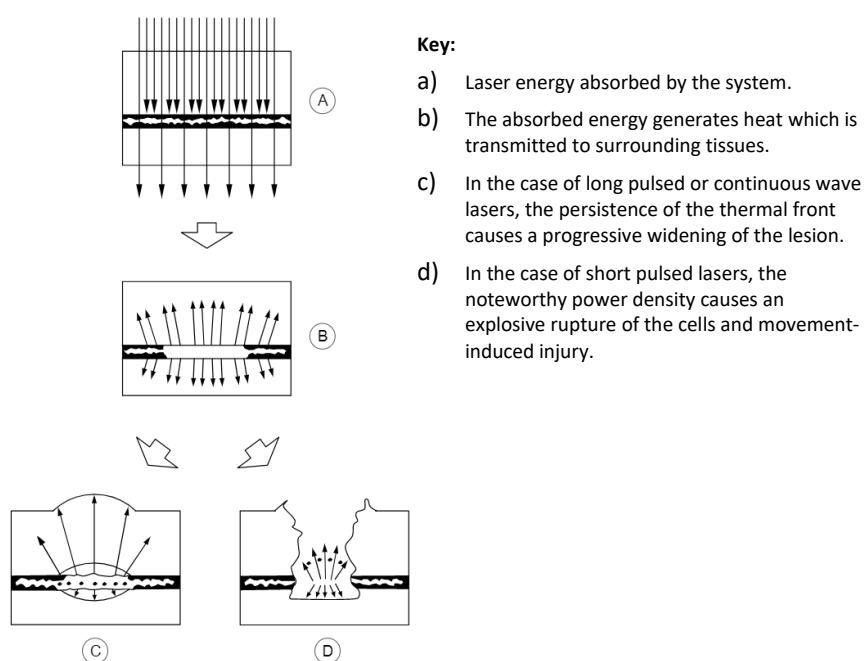 A
B
C
D
Key:
a) Laser energy absorbed by the system.
b) The absorbed energy generates heat which is
transmitted to surrounding tissues.
c) In the case of long pulsed or continuous wave
lasers, the persistence of the thermal front
causes a progressive widening of the lesion.
d) In the case of short pulsed lasers, the
noteworthy power density causes an
explosive rupture of the cells and movement-
induced injury.